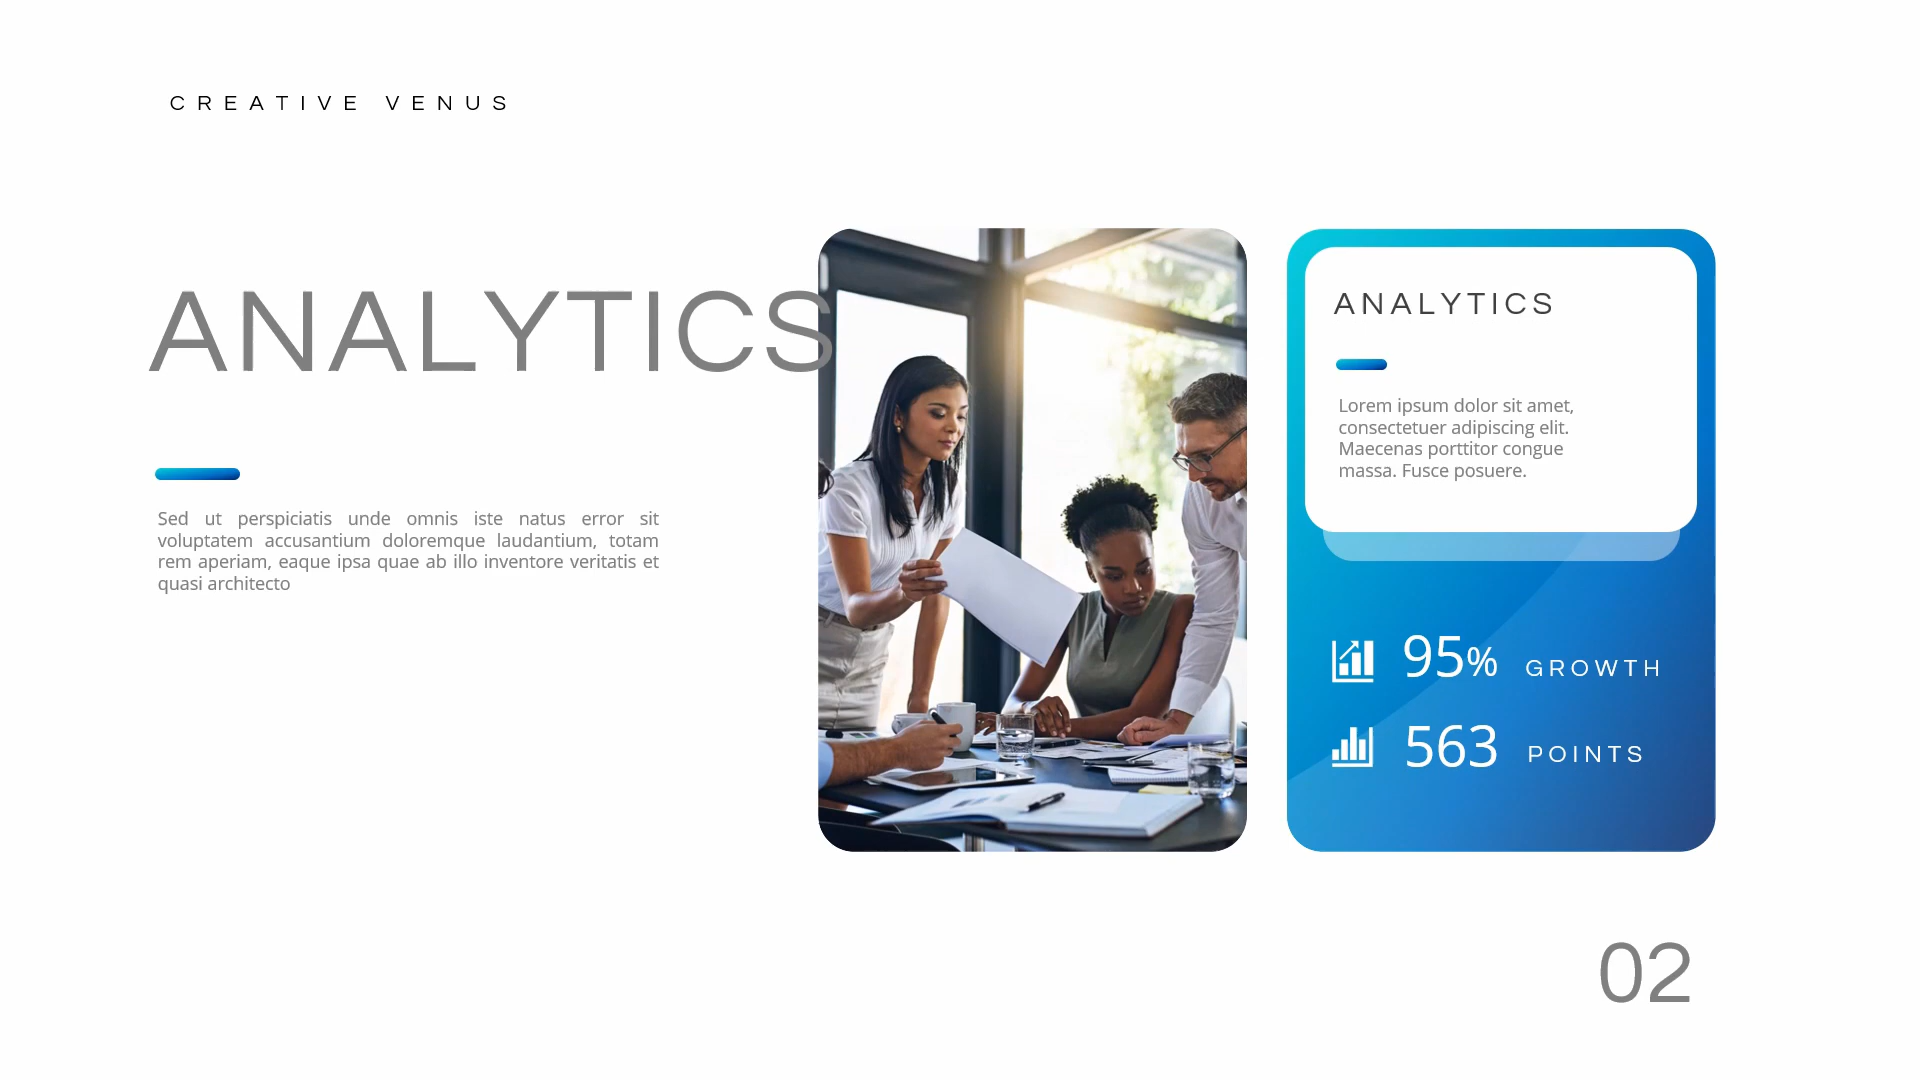 CREATIVE VENUS
ANALYTICS
Sed ut perspiciatis unde omnis iste natus error sit
voluptatem accusantium doloremque laudantium, totam
rem aperiam, eaque ipsa quae ab illo inventore veritatis et
quasi architecto
ANALYTICS
Lorem ipsum dolor sit amet,
consectetuer adipiscing elit.
Maecenas porttitor congue
massa. Fusce posuere.
95% GROWTH
563 POINTS
02